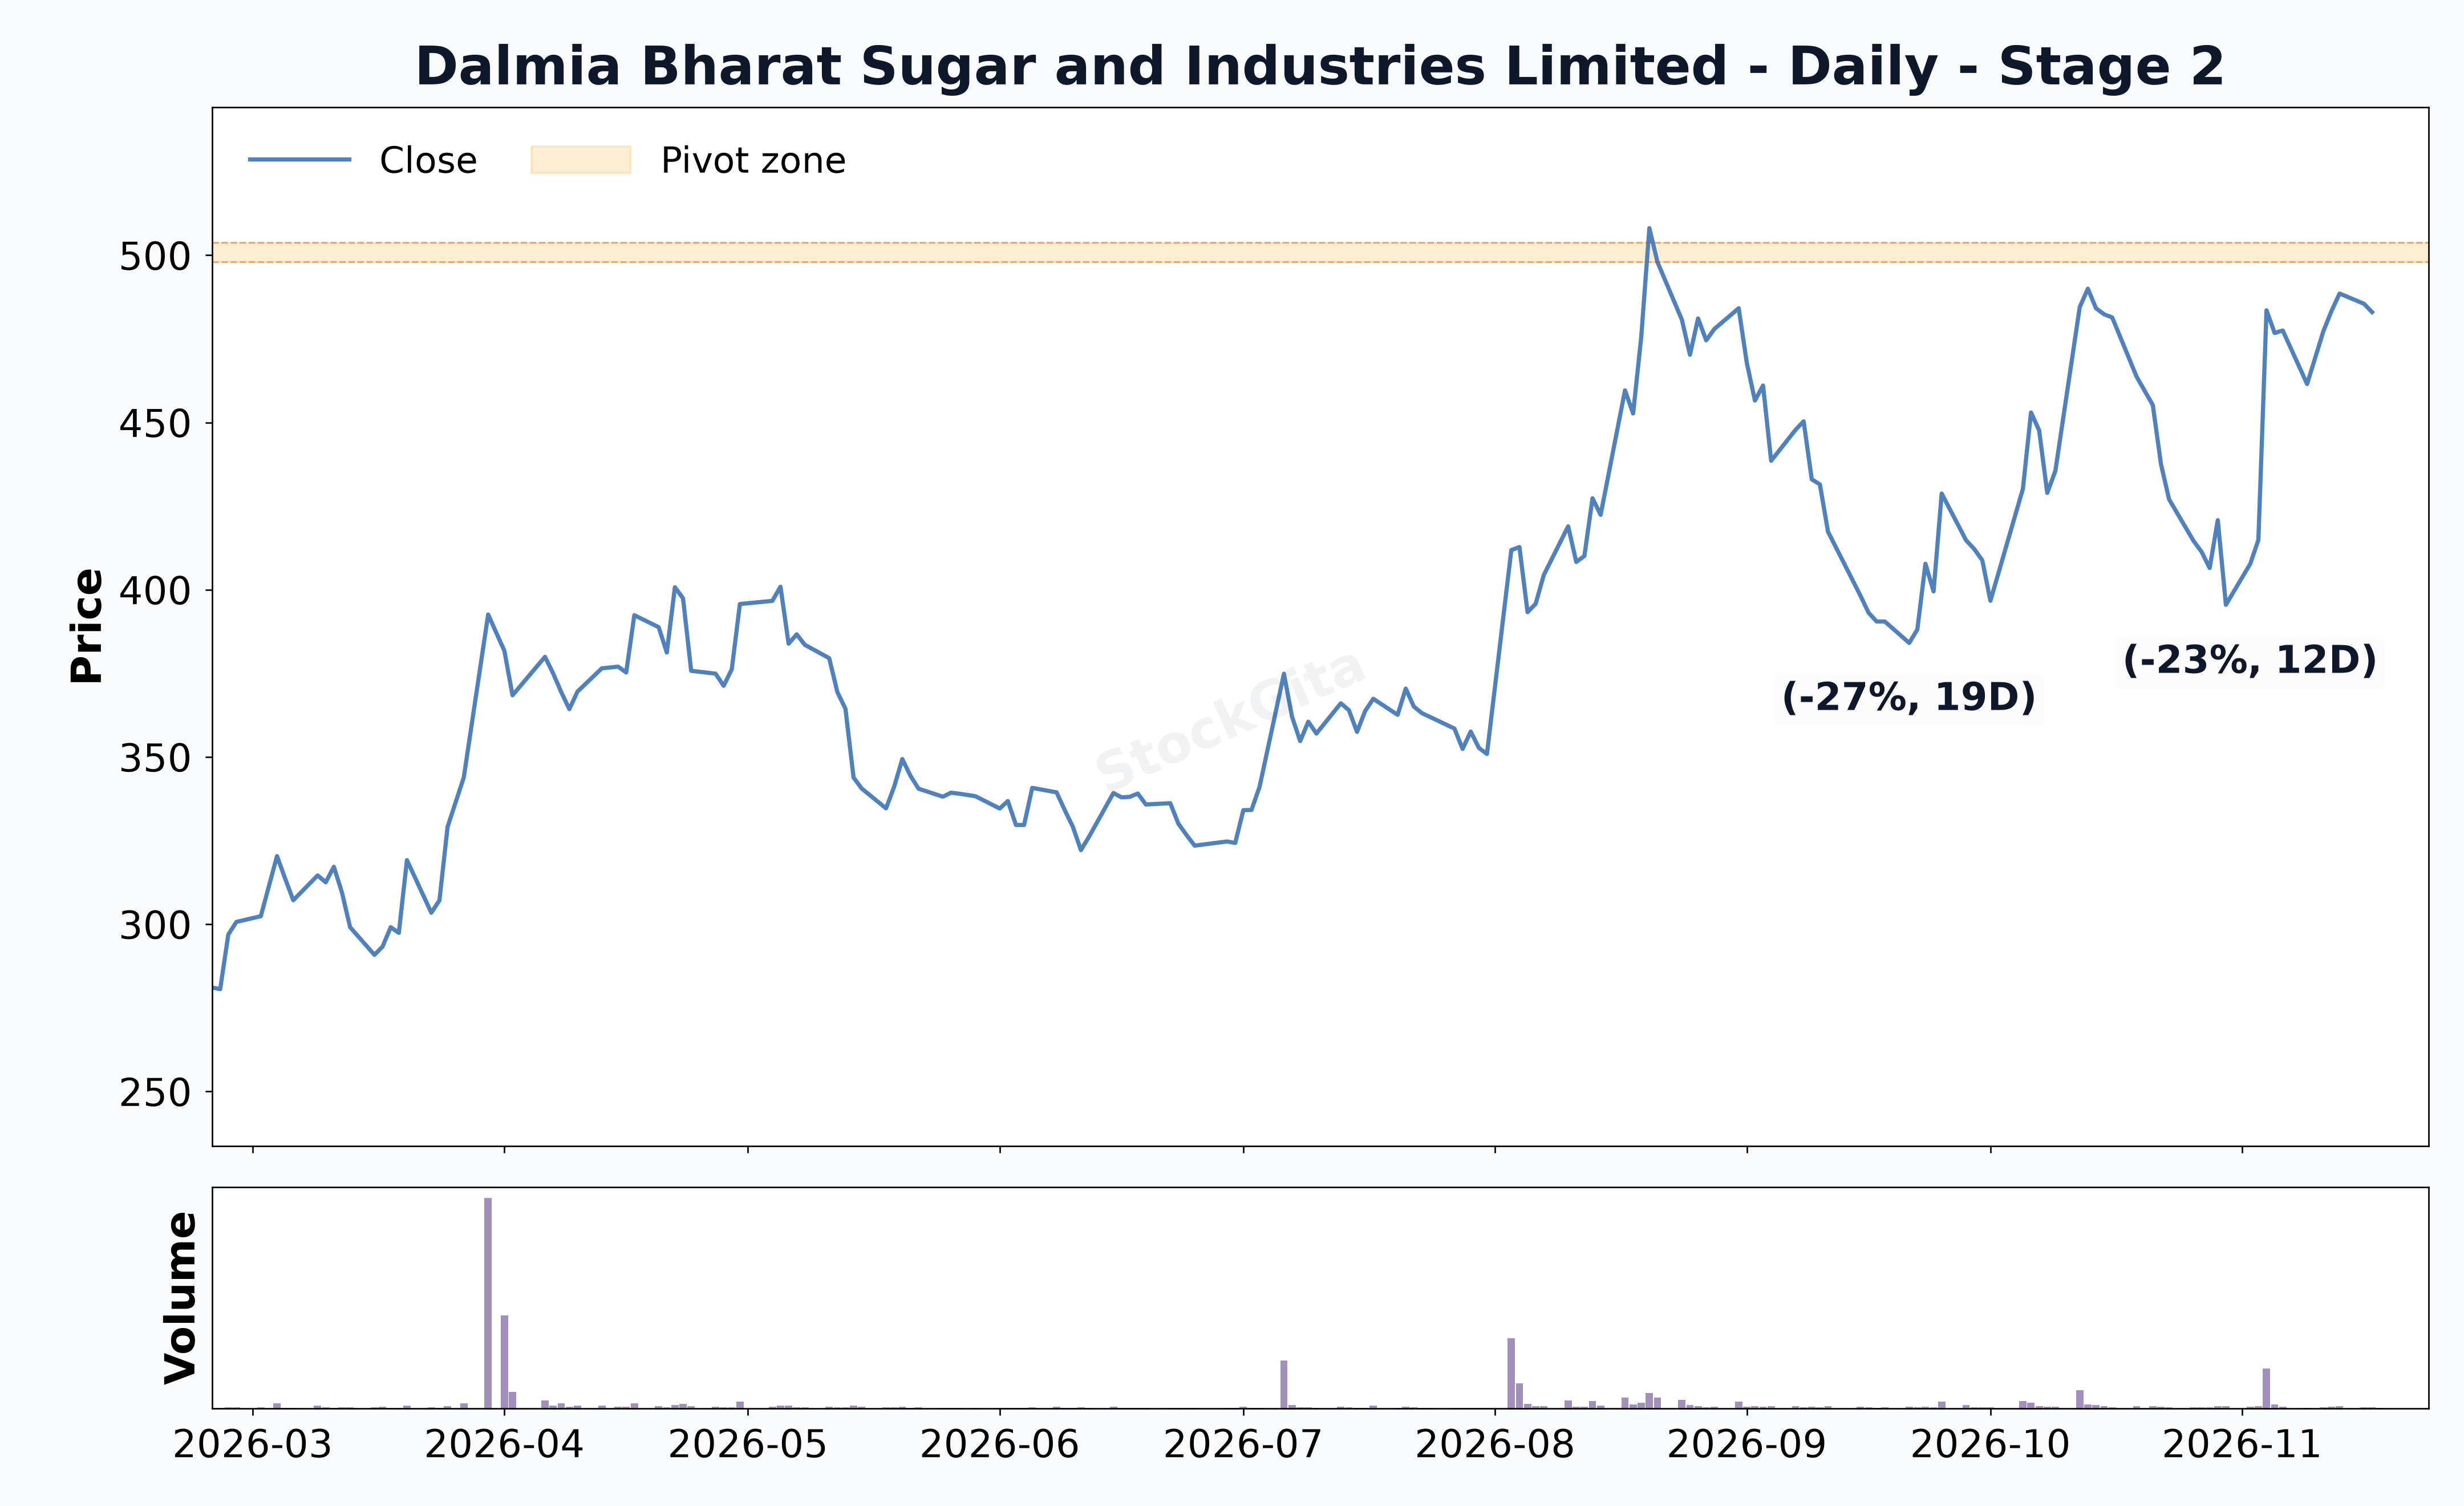 Dalmia Bharat Sugar and Industries Limited - Daily - Stage 2
Close
Pivot zone
500
450
400
350
300
250
Price
StockGita
(-27%, 19D)
(-23%, 12D)
Volume
2026-03
2026-04
2026-05
2026-06
2026-07
2026-08
2026-09
2026-10
2026-11